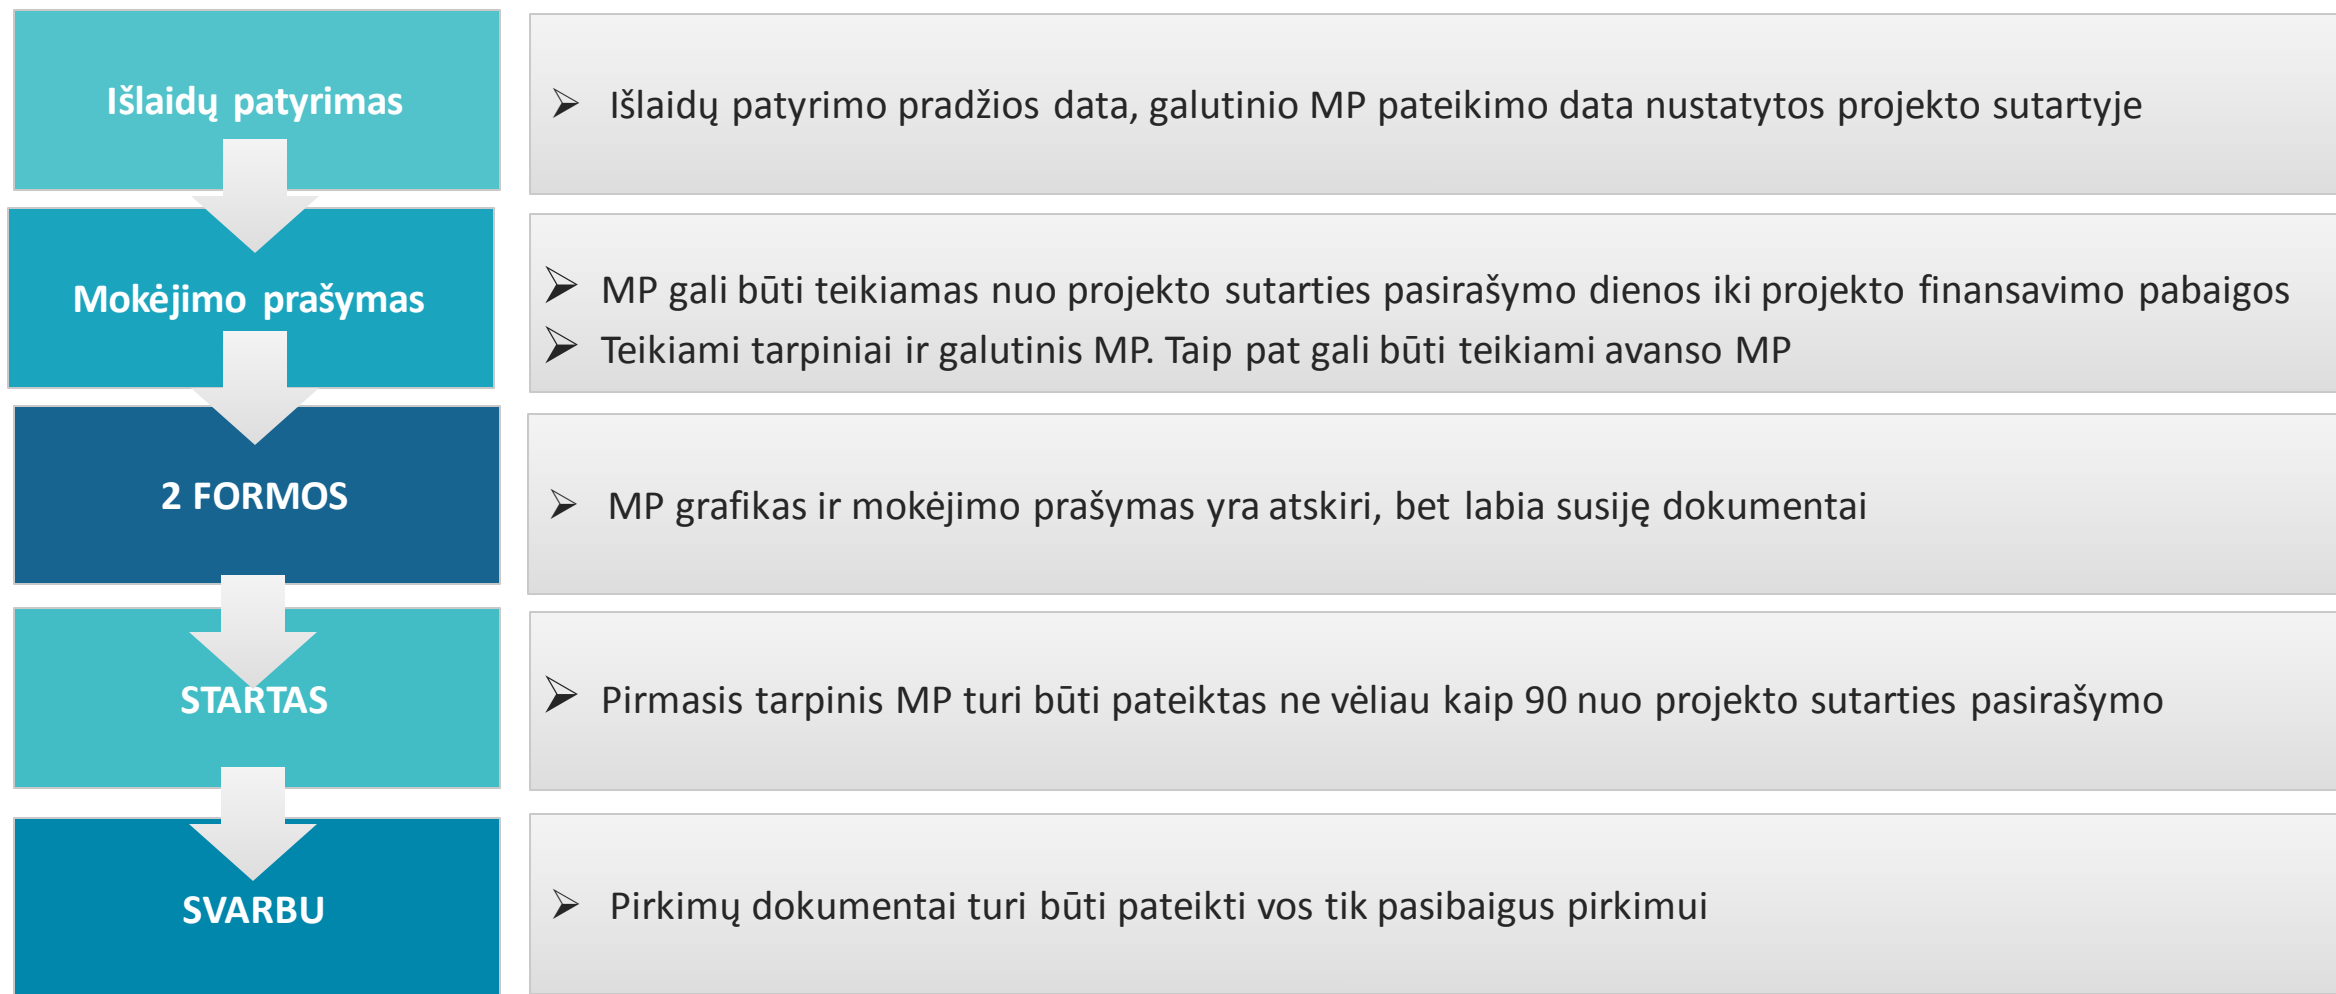 Išlaidų patyrimas
Išlaidų patyrimo pradžios data, galutinio MP pateikimo data nustatytos projekto sutartyje
Mokėjimo prašymas
MP gali būti teikiamas nuo projekto sutarties pasirašymo dienos iki projekto finansavimo pabaigos
Teikiami tarpiniai ir galutinis MP. Taip pat gali būti teikiami avanso MP
2 FORMOS
MP grafikas ir mokėjimo prašymas yra atskiri, bet labia susiję dokumentai
STARTAS
Pirmasis tarpinis MP turi būti pateiktas ne vėliau kaip 90 nuo projekto sutarties pasirašymo
SVARBU
Pirkimų dokumentai turi būti pateikti vos tik pasibaigus pirkimui